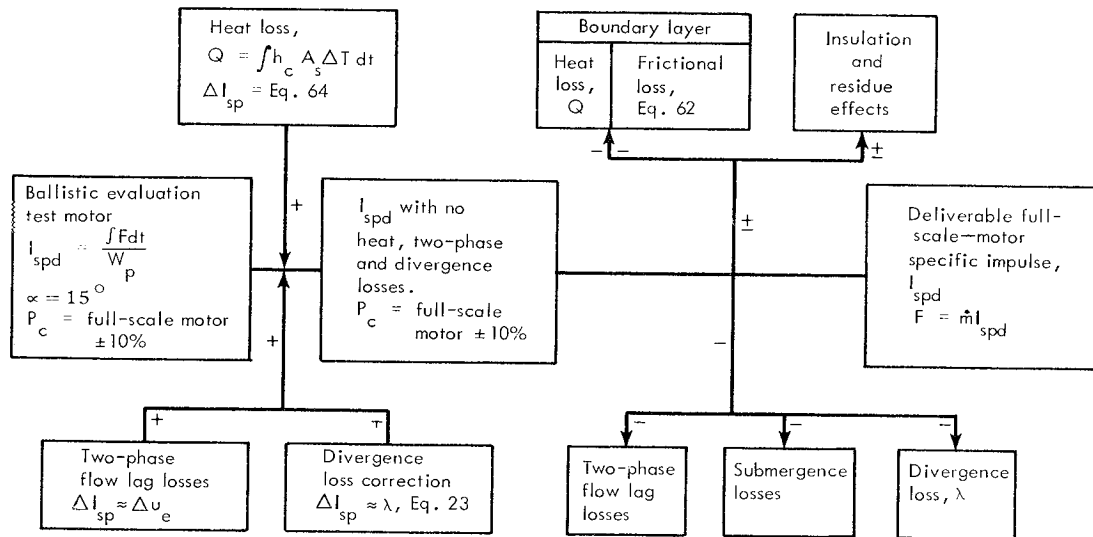 Heat loss,
Q = ∫h_c A_s ΔT dt
ΔI_sp = Eq. 64
Boundary layer
Heat loss, Q
Frictional loss, Eq. 62
Insulation
and
residue
effects
+
−
−
±
Ballistic evaluation
test motor
I_spd = ∫Fdt / W_p
∝ = 15°
P_c = full-scale motor
±10%
I_spd with no
heat, two-phase
and divergence
losses.
P_c = full-scale
motor ±10%
±
Deliverable full-
scale—motor
specific impulse,
I_spd
F = ṁI_spd
+
−
+
+
−
−
−
Two-phase
flow lag losses
ΔI_sp ≈ Δυ_e
Divergence
loss correction
ΔI_sp ≈ λ, Eq. 23
Two-phase
flow lag
losses
Submergence
losses
Divergence
loss, λ